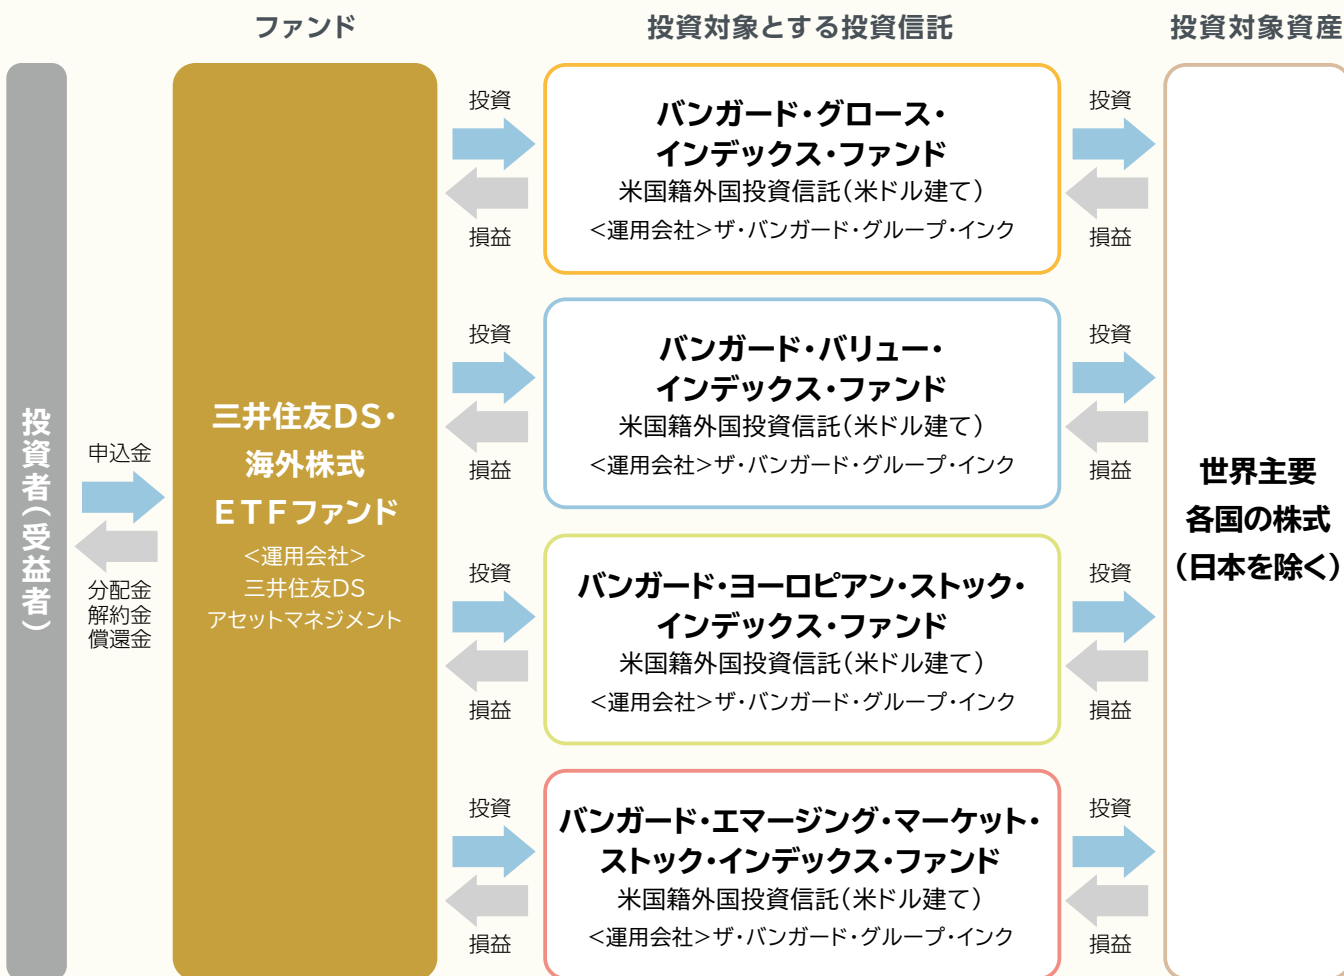 ファンド
投資対象とする投資信託
投資対象資産
投資者(受益者)
申込金
分配金
解約金
償還金
三井住友DS・
海外株式
ETFファンド
<運用会社>
三井住友DS
アセットマネジメント
投資
損益
バンガード・グロース・
インデックス・ファンド
米国籍外国投資信託(米ドル建て)
<運用会社>ザ・バンガード・グループ・インク
投資
損益
投資
損益
バンガード・バリュー・
インデックス・ファンド
米国籍外国投資信託(米ドル建て)
<運用会社>ザ・バンガード・グループ・インク
投資
損益
投資
損益
バンガード・ヨーロピアン・ストック・
インデックス・ファンド
米国籍外国投資信託(米ドル建て)
<運用会社>ザ・バンガード・グループ・インク
投資
損益
投資
損益
バンガード・エマージング・マーケット・
ストック・インデックス・ファンド
米国籍外国投資信託(米ドル建て)
<運用会社>ザ・バンガード・グループ・インク
投資
損益
世界主要
各国の株式
(日本を除く)